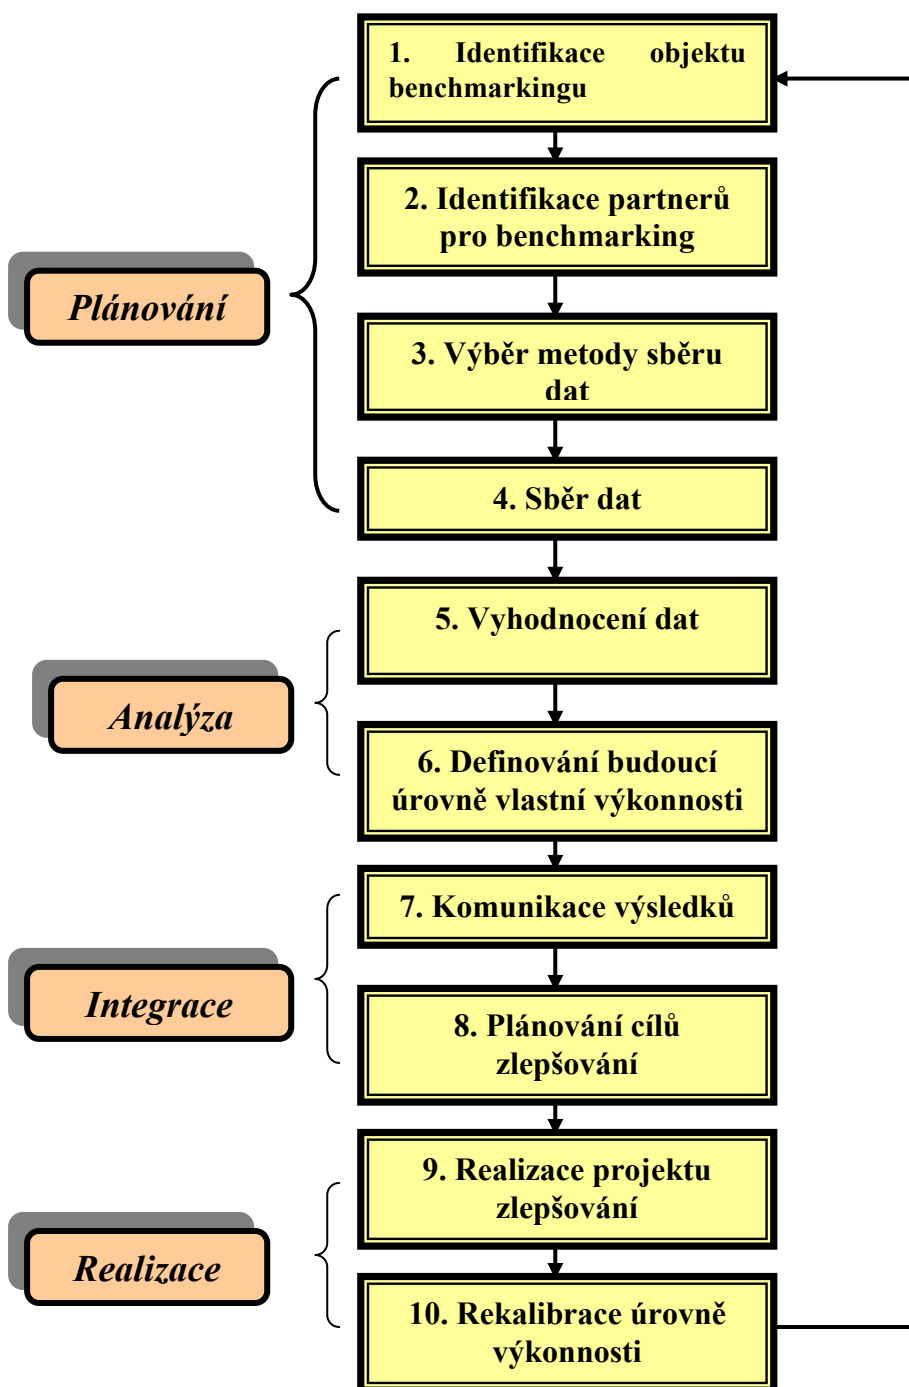 1. Identifikace objektu
benchmarkingu
2. Identifikace partnerů
pro benchmarking
Plánování
3. Výběr metody sběru
dat
4. Sběr dat
5. Vyhodnocení dat
Analýza
6. Definování budoucí
úrovně vlastní výkonnosti
7. Komunikace výsledků
Integrace
8. Plánování cílů
zlepšování
9. Realizace projektu
zlepšování
Realizace
10. Rekalibrace úrovně
výkonnosti